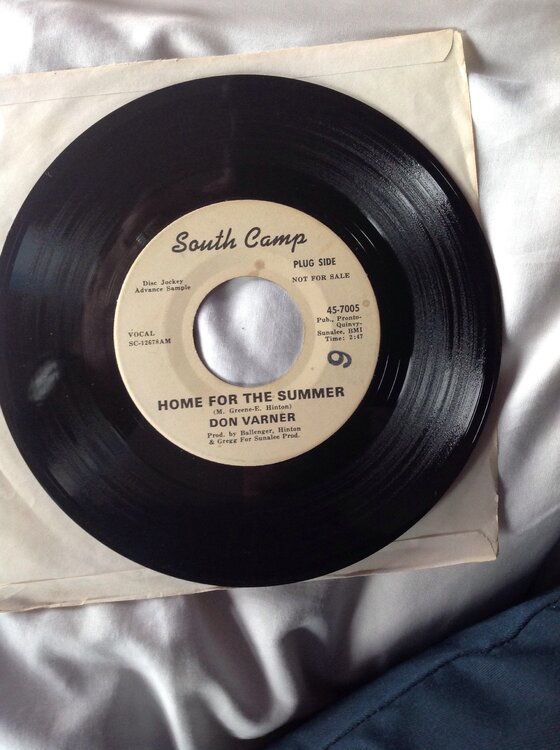 South Camp
PLUG SIDE
NOT FOR SALE
Disc Jockey
Advance Sample
45-7005
Pub., Pronto-
Quinvy-
Sunalee, BMI
Time: 2:47
VOCAL
SC-12678AM
9
HOME FOR THE SUMMER
(M. Greene-E. Hinton)
DON VARNER
Prod. by Ballenger, Hinton
& Gregg For Sunalee Prod.